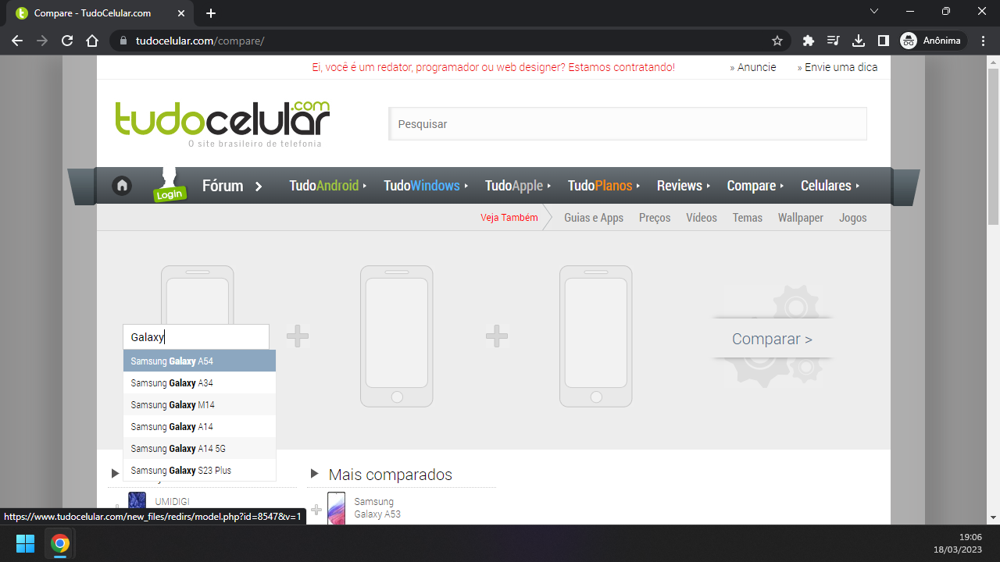 Compare - TudoCelular.com
tudocelular.com/compare/
Anônima
Ei, você é um redator, programador ou web designer? Estamos contratando!
» Anuncie
» Envie uma dica
tudocelular.com
O site brasileiro de telefonia
Pesquisar
Login
Fórum
TudoAndroid
TudoWindows
TudoApple
TudoPlanos
Reviews
Compare
Celulares
Veja Também
Guias e Apps
Preços
Vídeos
Temas
Wallpaper
Jogos
Galaxy
Samsung Galaxy A54
Samsung Galaxy A34
Samsung Galaxy M14
Samsung Galaxy A14
Samsung Galaxy A14 5G
Samsung Galaxy S23 Plus
Comparar >
Mais comparados
UMIDIGI
Samsung
Galaxy A53
https://www.tudocelular.com/new_files/redirs/model.php?id=8547&tv=1
19:06
18/03/2023